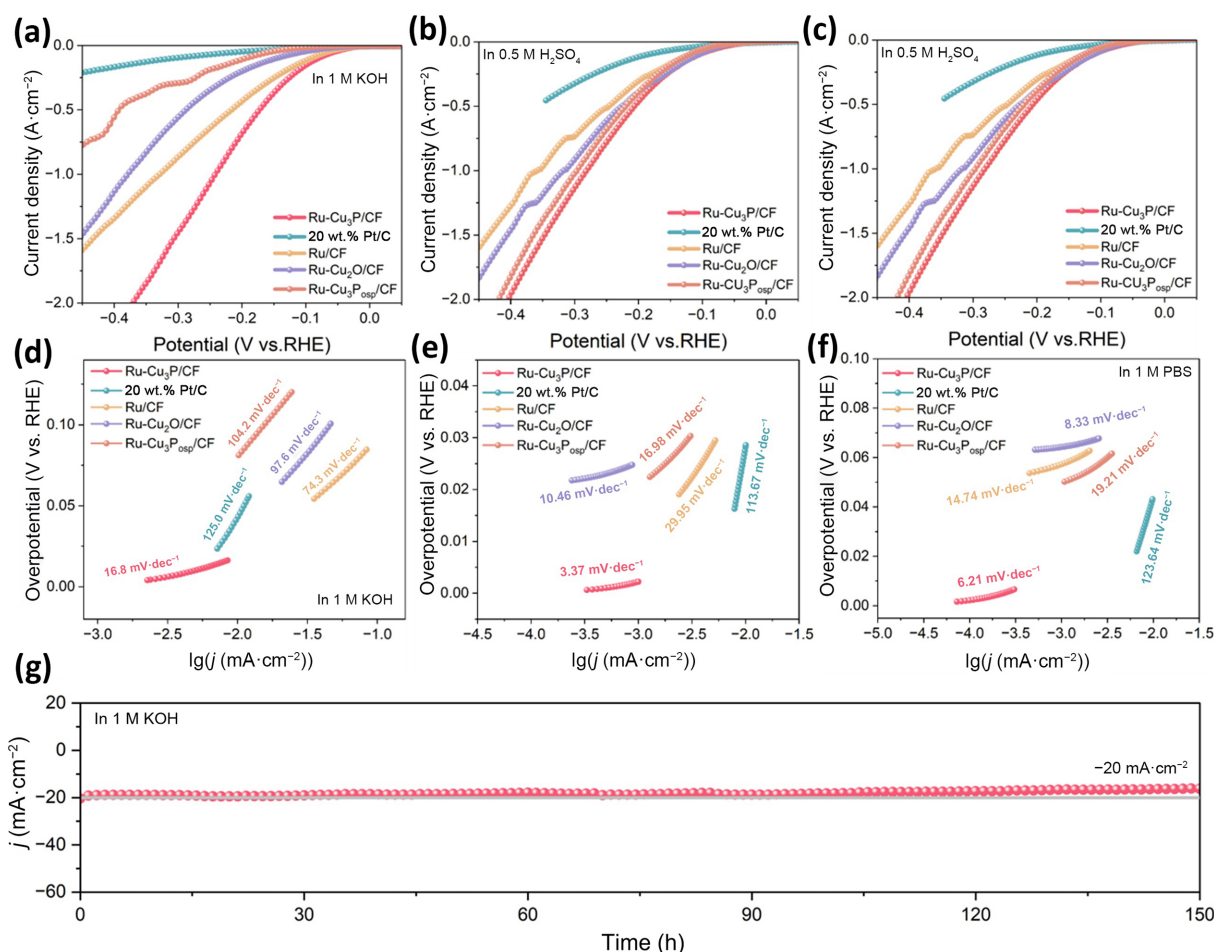 (a)
0.0
−0.5
−1.0
−1.5
−2.0
Current density (A·cm⁻²)
In 1 M KOH
Ru-Cu₃P/CF
20 wt.% Pt/C
Ru/CF
Ru-Cu₂O/CF
Ru-Cu₃Pₒₛₚ/CF
−0.4 −0.3 −0.2 −0.1 0.0
Potential (V vs.RHE)
(b)
0.0
−0.5
−1.0
−1.5
−2.0
Current density (A·cm⁻²)
In 0.5 M H₂SO₄
Ru-Cu₃P/CF
20 wt.% Pt/C
Ru/CF
Ru-Cu₂O/CF
Ru-CU₃Pₒₛₚ/CF
−0.4 −0.3 −0.2 −0.1 0.0
Potential (V vs.RHE)
(c)
0.0
−0.5
−1.0
−1.5
−2.0
Current density (A·cm⁻²)
In 0.5 M H₂SO₄
Ru-Cu₃P/CF
20 wt.% Pt/C
Ru/CF
Ru-Cu₂O/CF
Ru-CU₃Pₒₛₚ/CF
−0.4 −0.3 −0.2 −0.1 0.0
Potential (V vs.RHE)
(d)
0.10
0.05
0.00
Overpotential (V vs. RHE)
Ru-Cu₃P/CF
20 wt.% Pt/C
Ru/CF
Ru-Cu₂O/CF
Ru-Cu₃Pₒₛₚ/CF
104.2 mV·dec⁻¹
97.6 mV·dec⁻¹
74.3 mV·dec⁻¹
125.0 mV·dec⁻¹
16.8 mV·dec⁻¹
In 1 M KOH
−3.0 −2.5 −2.0 −1.5 −1.0
lg(j (mA·cm⁻²))
(e)
0.04
0.03
0.02
0.01
0.00
Overpotential (V vs. RHE)
Ru-Cu₃P/CF
20 wt.% Pt/C
Ru/CF
Ru-Cu₂O/CF
Ru-Cu₃Pₒₛₚ/CF
16.98 mV·dec⁻¹
10.46 mV·dec⁻¹
29.95 mV·dec⁻¹
113.67 mV·dec⁻¹
3.37 mV·dec⁻¹
−4.5 −4.0 −3.5 −3.0 −2.5 −2.0 −1.5
lg(j (mA·cm⁻²))
(f)
0.10
0.08
0.06
0.04
0.02
0.00
Overpotential (V vs. RHE)
Ru-Cu₃P/CF
20 wt.% Pt/C
Ru/CF
Ru-Cu₂O/CF
Ru-Cu₃Pₒₛₚ/CF
In 1 M PBS
8.33 mV·dec⁻¹
14.74 mV·dec⁻¹
19.21 mV·dec⁻¹
123.64 mV·dec⁻¹
6.21 mV·dec⁻¹
−5.0 −4.5 −4.0 −3.5 −3.0 −2.5 −2.0 −1.5
lg(j (mA·cm⁻²))
(g)
20
0
−20
−40
−60
j (mA·cm⁻²)
In 1 M KOH
−20 mA·cm⁻²
0 30 60 90 120 150
Time (h)